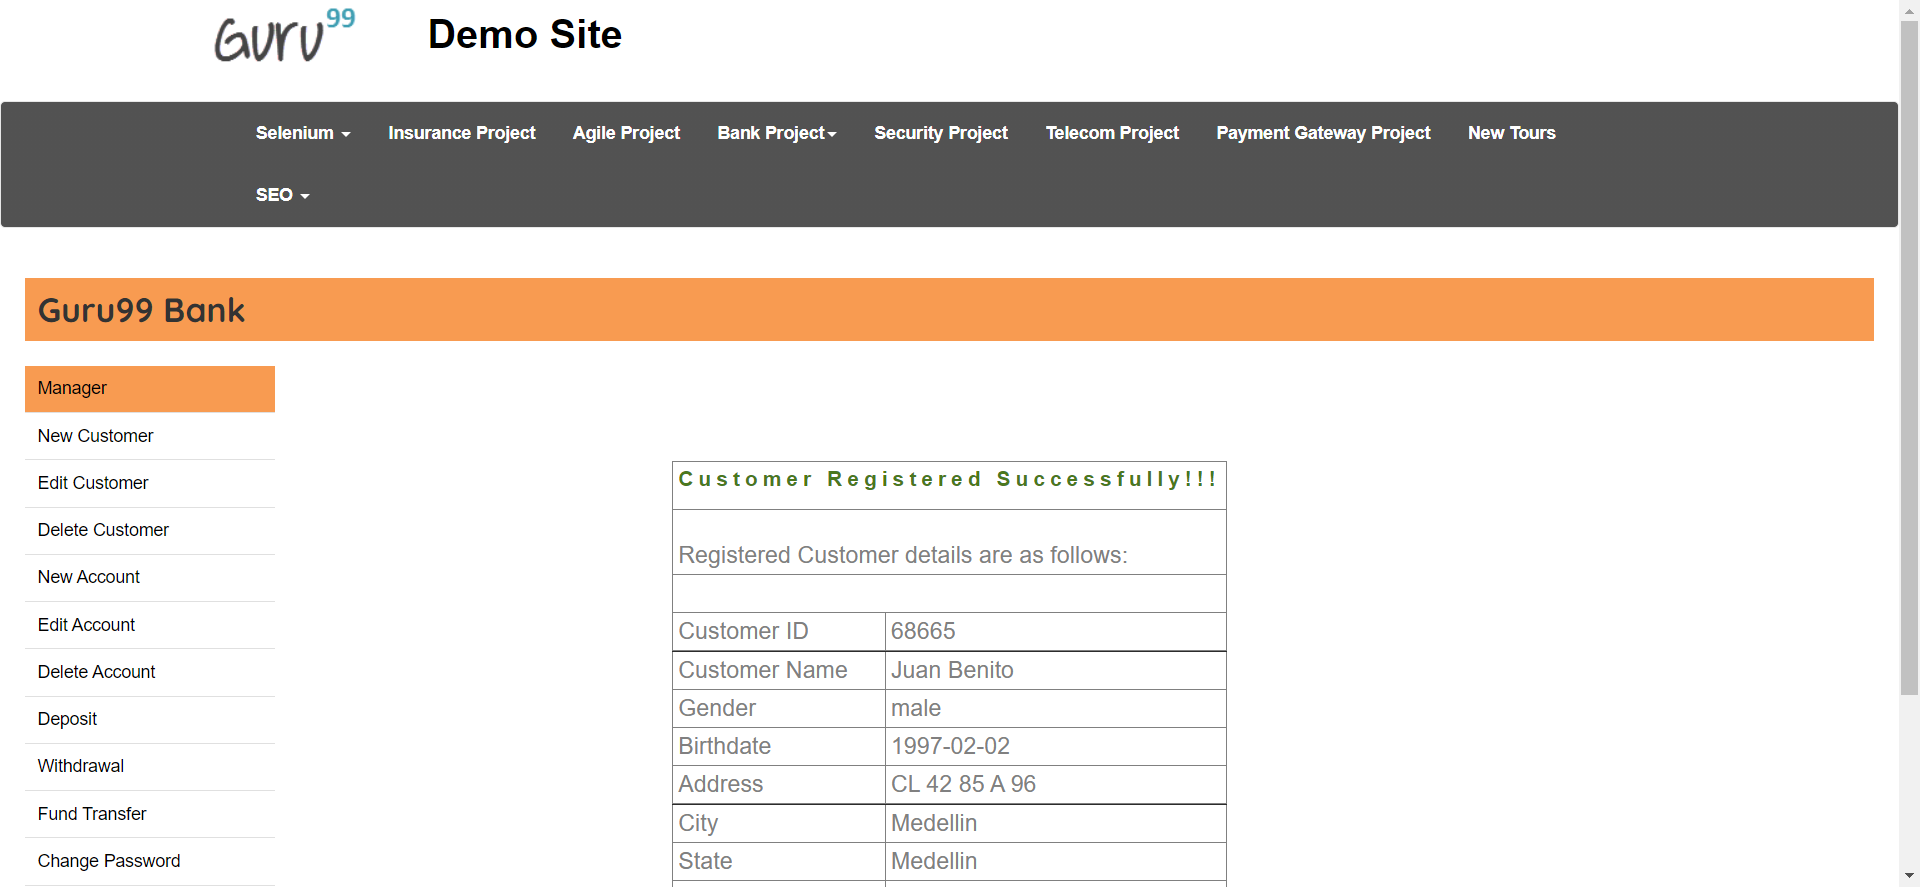 Guru99
Demo Site
Selenium
Insurance Project
Agile Project
Bank Project
Security Project
Telecom Project
Payment Gateway Project
New Tours
SEO
Guru99 Bank
Manager
New Customer
Edit Customer
Delete Customer
New Account
Edit Account
Delete Account
Deposit
Withdrawal
Fund Transfer
Change Password
Customer Registered Successfully!!!
Registered Customer details are as follows:
Customer ID 68665
Customer Name Juan Benito
Gender male
Birthdate 1997-02-02
Address CL 42 85 A 96
City Medellin
State Medellin